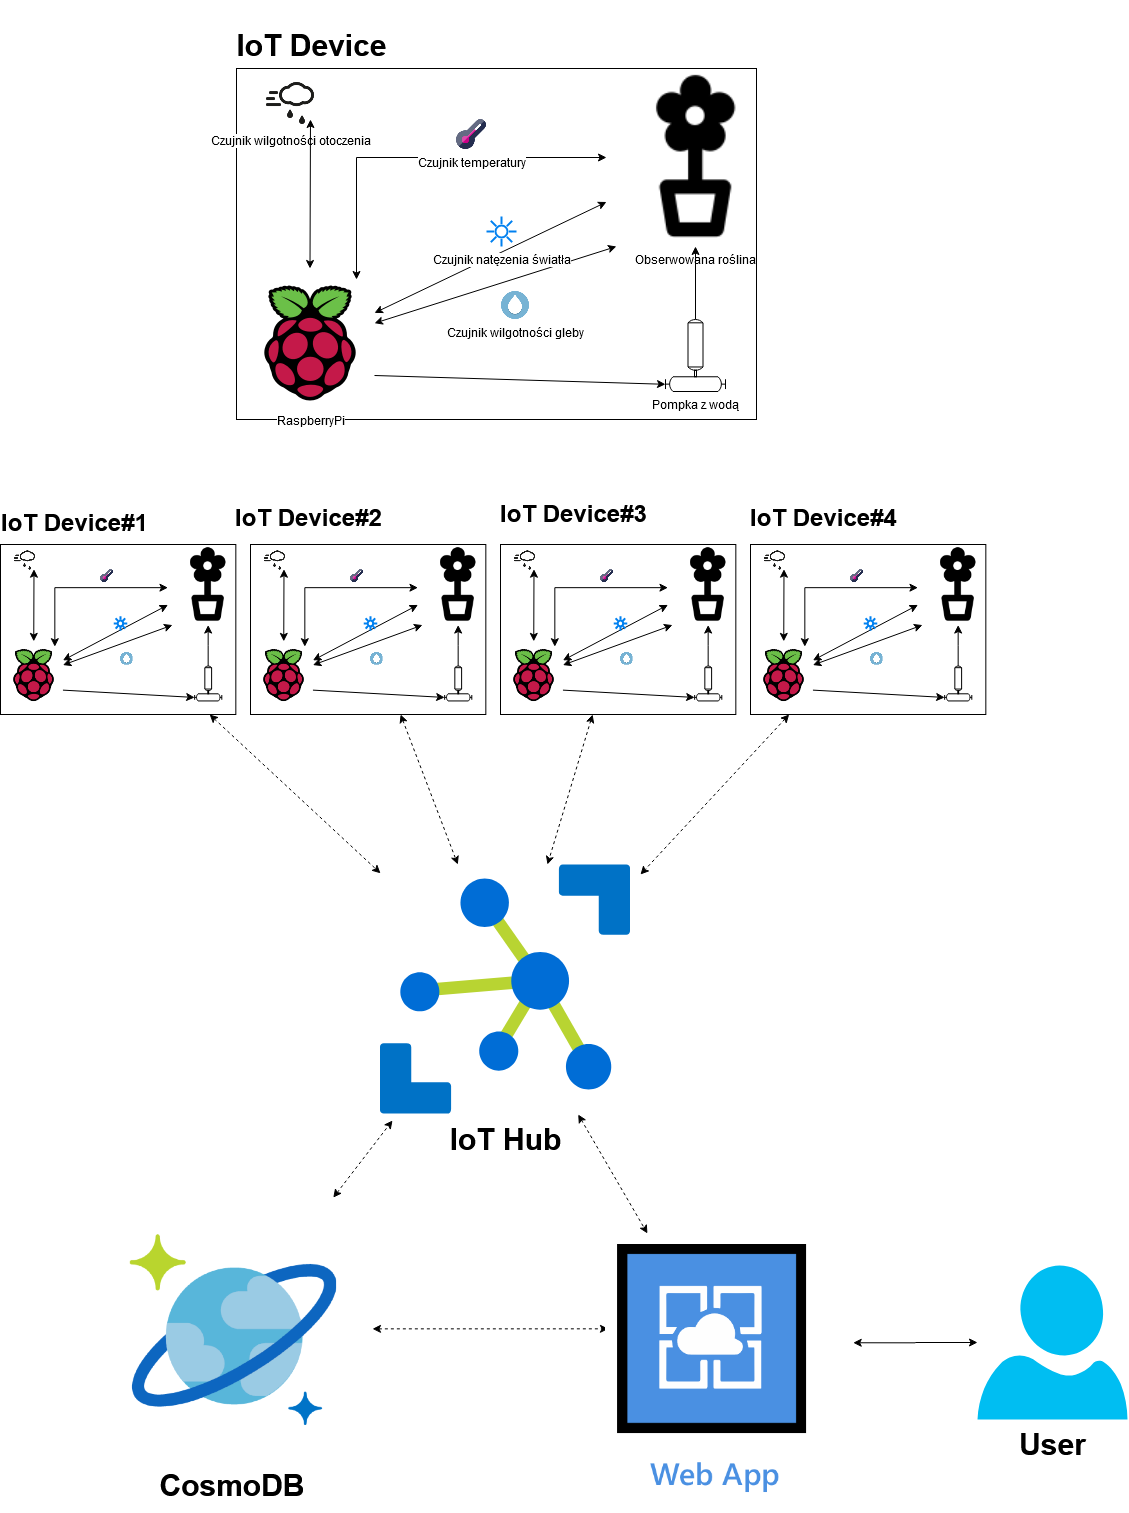 IoT Device
Czujnik wilgotności otoczenia
Czujnik temperatury
Czujnik natęzenia światła
Obserwowana roślina
Czujnik wilgotności gleby
Pompka z wodą
RaspberryPi
IoT Device#1
IoT Device#2
IoT Device#3
IoT Device#4
IoT Hub
CosmoDB
Web App
User